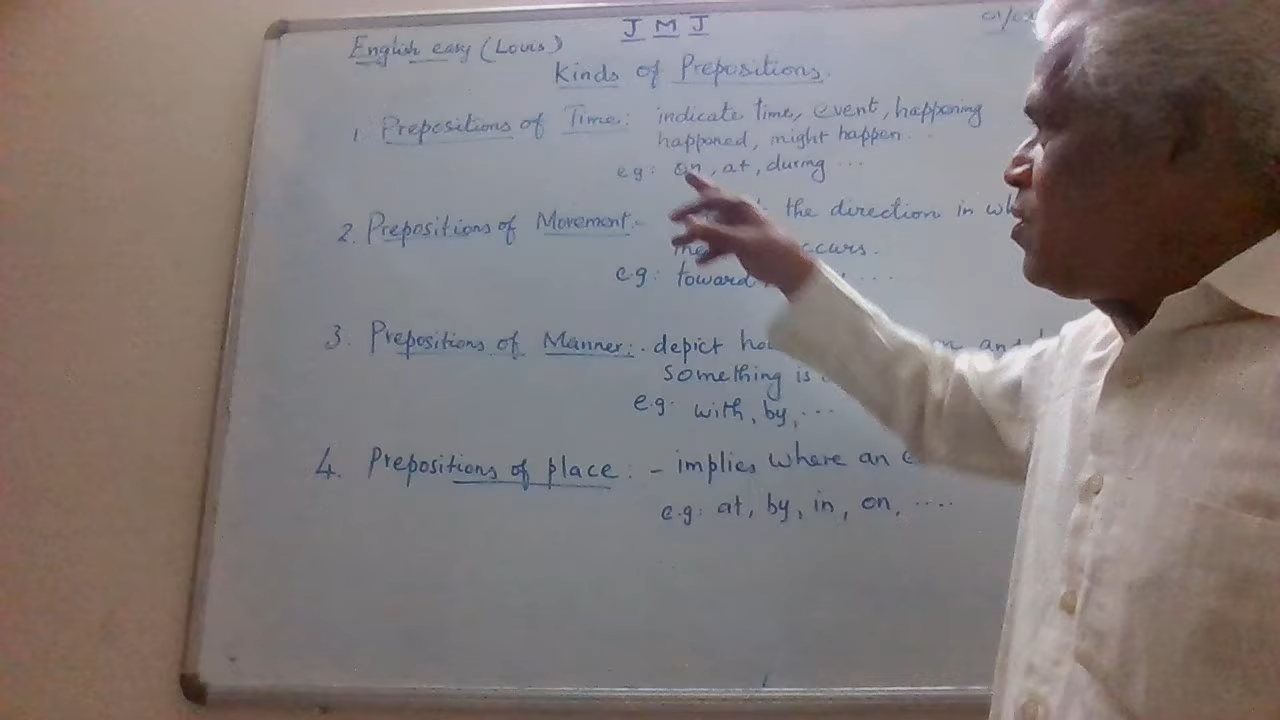 J M J
English easy (Louis)
Kinds of Prepositions.
1. Prepositions of Time: indicate time, event, happening
happened, might happen ...
e.g: on, at, during ...
2. Prepositions of Movement:- the direction in
occurs.
e.g: toward ...
3. Prepositions of Manner:- depict and
something is
e.g. with, by, ...
4. Prepositions of place: - implies where an
e.g: at, by, in, on, ....